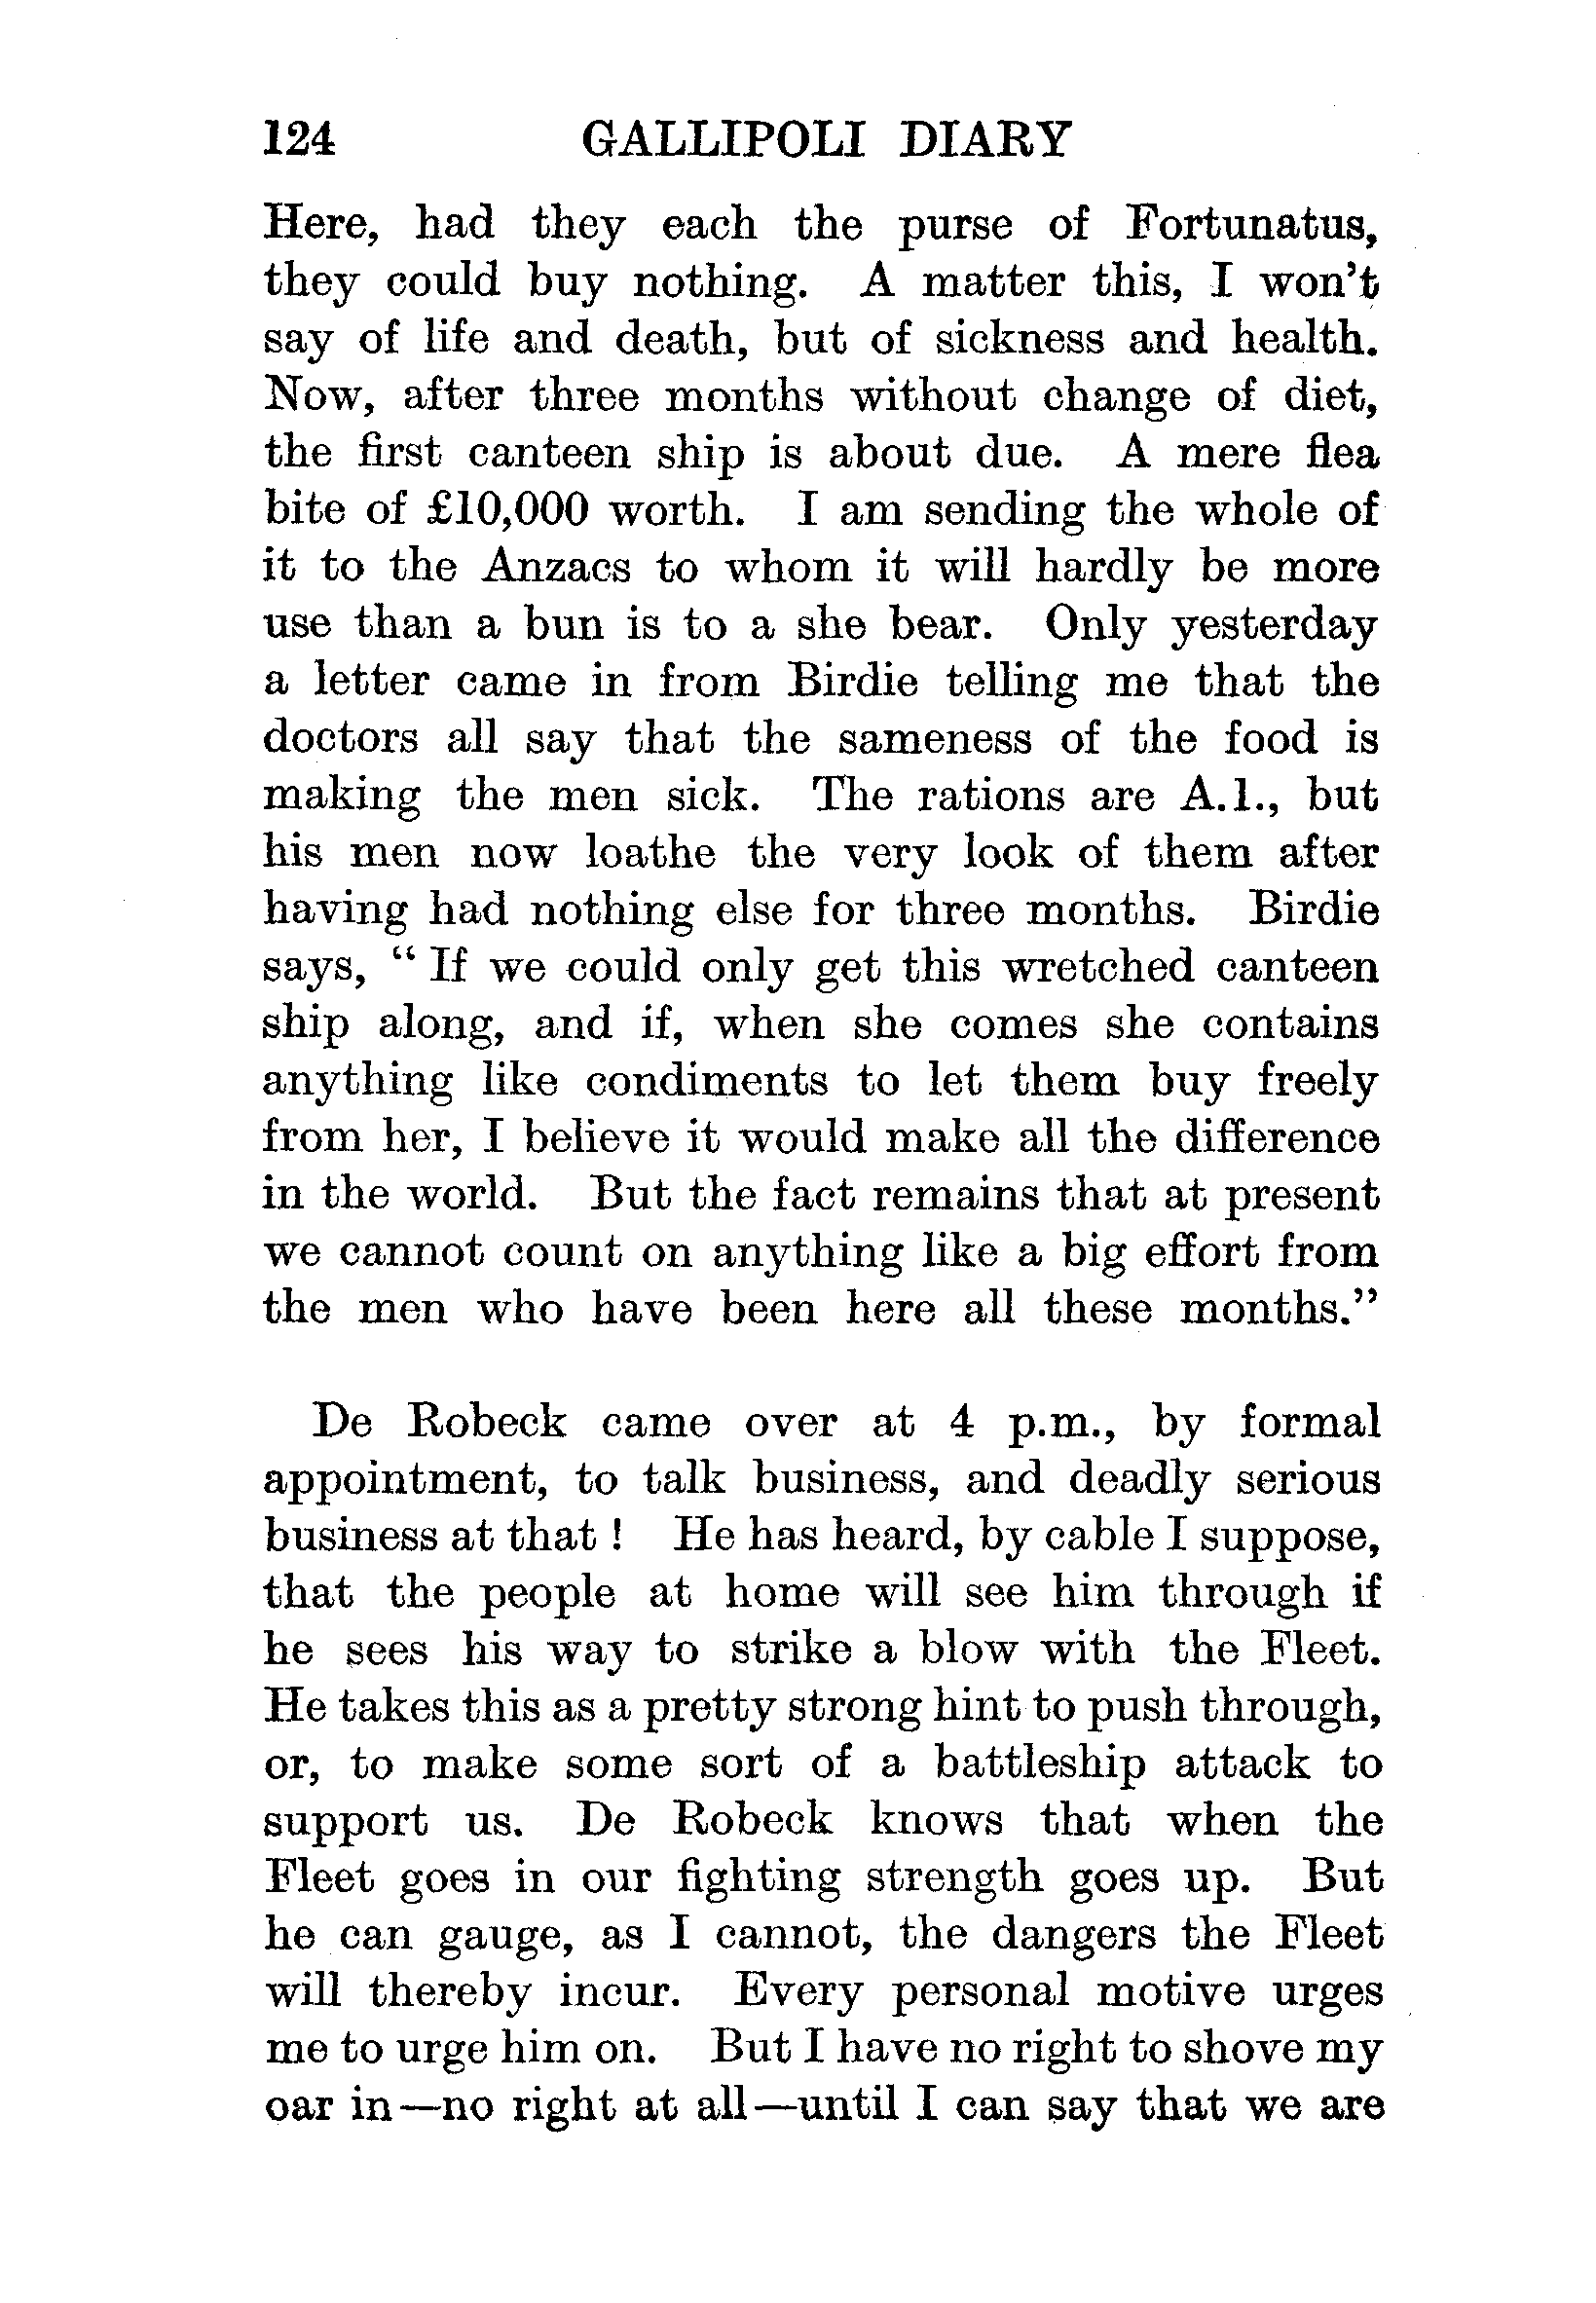 124 GALLIPOLI DIARY
Here, had they each the purse of Fortunatus,
they could buy nothing. A matter this, I won't
say of life and death, but of sickness and health.
Now, after three months without change of diet,
the first canteen ship is about due. A mere flea
bite of £10,000 worth. I am sending the whole of
it to the Anzacs to whom it will hardly be more
use than a bun is to a she bear. Only yesterday
a letter came in from Birdie telling me that the
doctors all say that the sameness of the food is
making the men sick. The rations are A.1., but
his men now loathe the very look of them after
having had nothing else for three months. Birdie
says, “ If we could only get this wretched canteen
ship along, and if, when she comes she contains
anything like condiments to let them buy freely
from her, I believe it would make all the difference
in the world. But the fact remains that at present
we cannot count on anything like a big effort from
the men who have been here all these months.”
De Robeck came over at 4 p.m., by formal
appointment, to talk business, and deadly serious
business at that ! He has heard, by cable I suppose,
that the people at home will see him through if
he sees his way to strike a blow with the Fleet.
He takes this as a pretty strong hint to push through,
or, to make some sort of a battleship attack to
support us. De Robeck knows that when the
Fleet goes in our fighting strength goes up. But
he can gauge, as I cannot, the dangers the Fleet
will thereby incur. Every personal motive urges
me to urge him on. But I have no right to shove my
oar in—no right at all—until I can say that we are